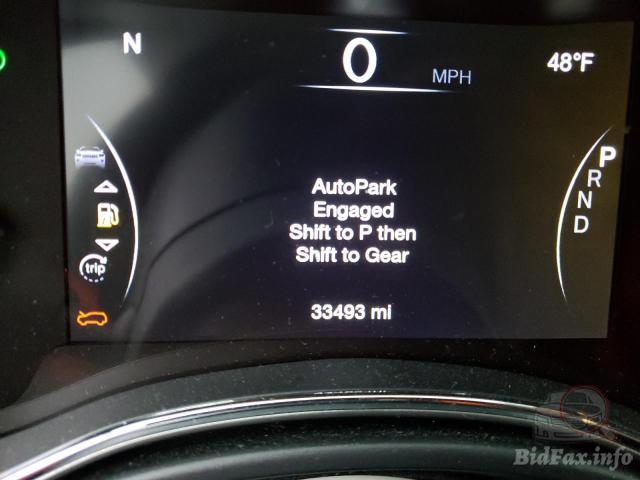 N
0 MPH
48°F
P
R
N
D
AutoPark
Engaged
Shift to P then
Shift to Gear
trip
33493 mi
BidFax.info